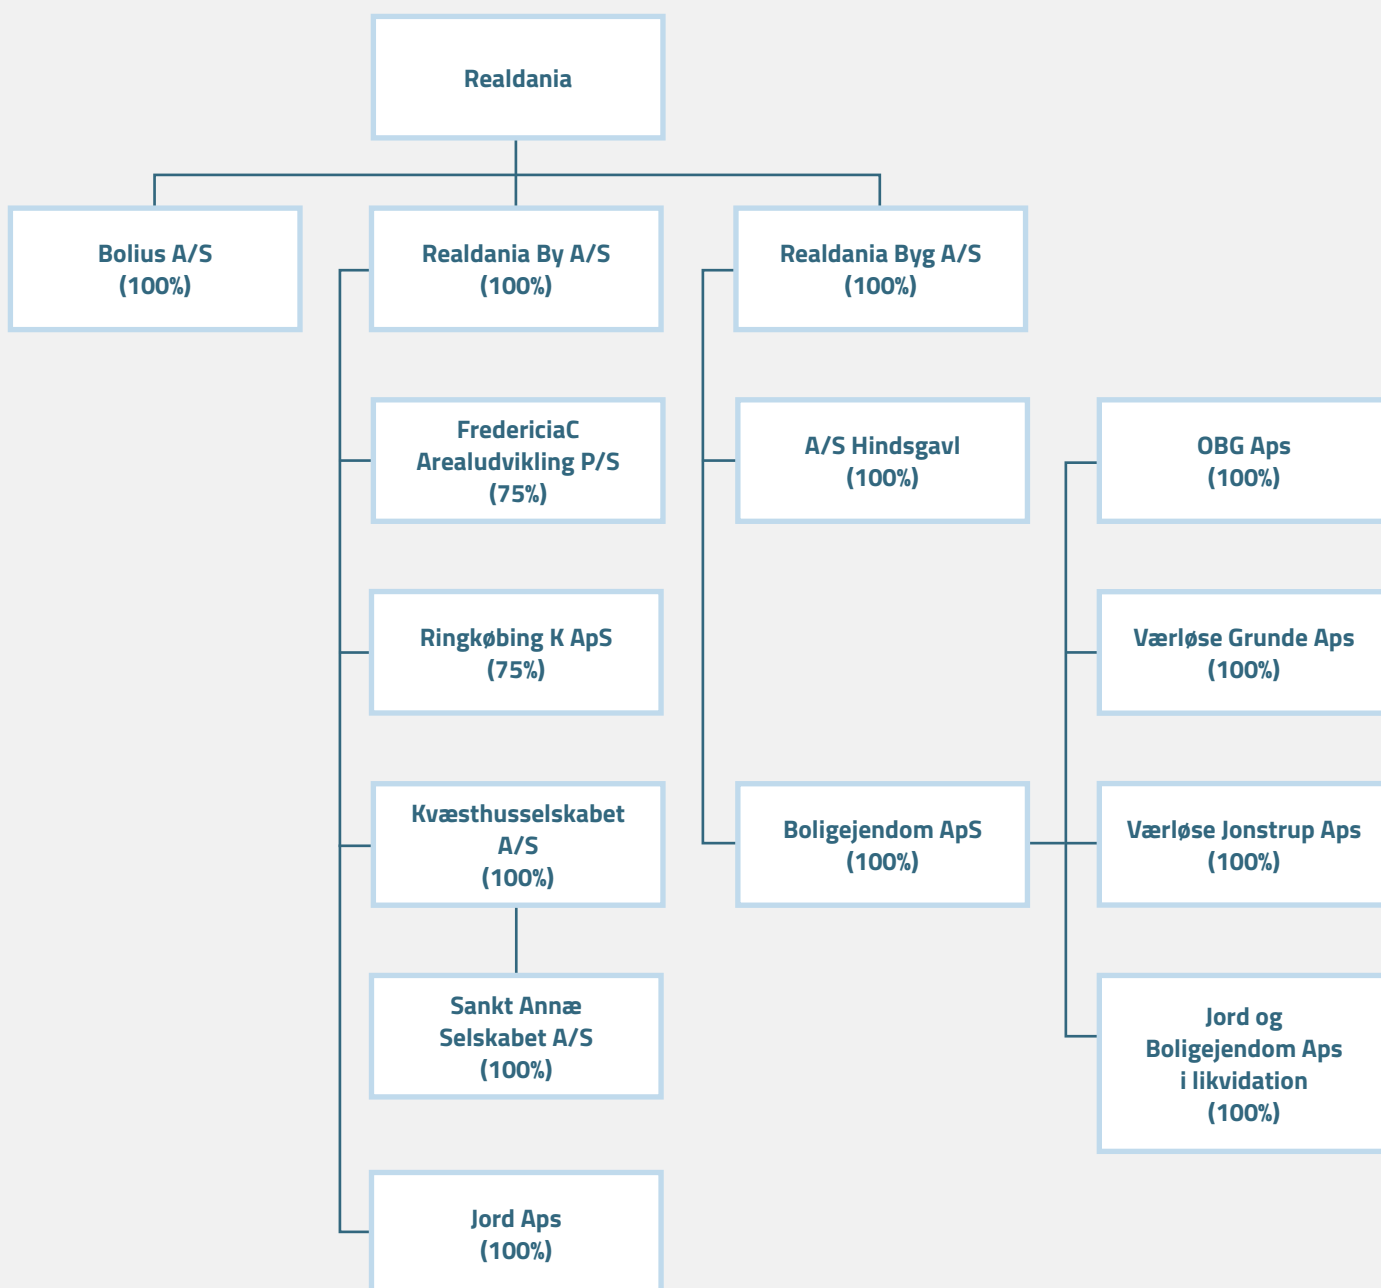 Realdania
Bolius A/S
(100%)
Realdania By A/S
(100%)
Realdania Byg A/S
(100%)
FredericiaC
Arealudvikling P/S
(75%)
A/S Hindsgavl
(100%)
OBG Aps
(100%)
Ringkøbing K ApS
(75%)
Værløse Grunde Aps
(100%)
Kvæsthusselskabet
A/S
(100%)
Boligejendom ApS
(100%)
Værløse Jonstrup Aps
(100%)
Sankt Annæ
Selskabet A/S
(100%)
Jord og
Boligejendom Aps
i likvidation
(100%)
Jord Aps
(100%)